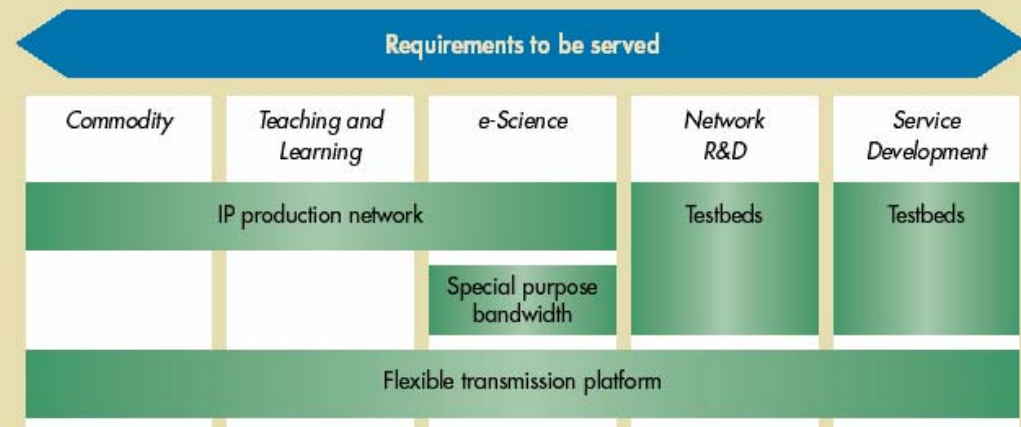 Requirements to be served
Commodity
Teaching and
Learning
e-Science
Network
R&D
Service
Development
IP production network
Testbeds
Testbeds
Special purpose
bandwidth
Flexible transmission platform